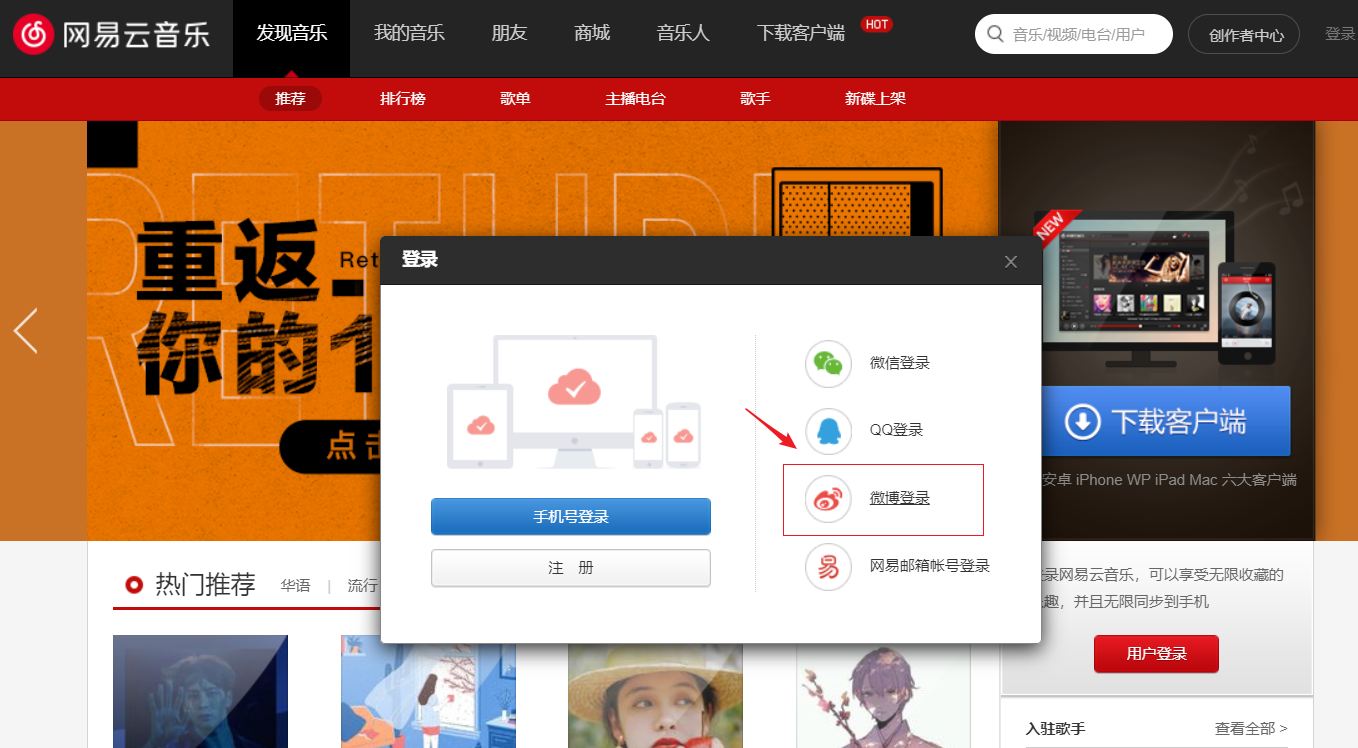 网易云音乐
发现音乐
我的音乐
朋友
商城
音乐人
下载客户端
HOT
音乐/视频/电台/用户
创作者中心
登录
推荐
排行榜
歌单
主播电台
歌手
新碟上架
重返
Ret
你的1
点击
NEW
下载客户端
安卓 iPhone WP iPad Mac 六大客户端
登录
微信登录
QQ登录
微博登录
网易邮箱帐号登录
手机号登录
注 册
热门推荐
华语
流行
登录网易云音乐，可以享受无限收藏的
乐趣，并且无限同步到手机
用户登录
入驻歌手
查看全部 >